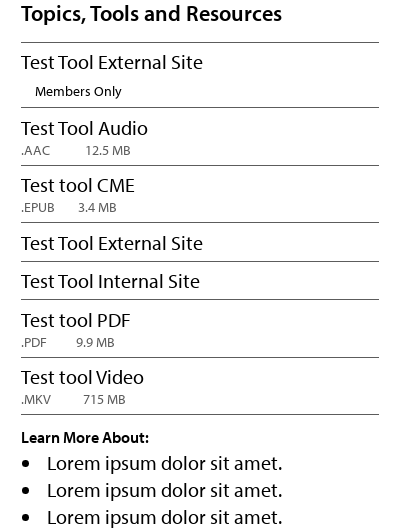 Topics, Tools and Resources
Test Tool External Site
Members Only
Test Tool Audio
.AAC 12.5 MB
Test tool CME
.EPUB 3.4 MB
Test Tool External Site
Test Tool Internal Site
Test tool PDF
.PDF 9.9 MB
Test tool Video
.MKV 715 MB
Learn More About:
• Lorem ipsum dolor sit amet.
• Lorem ipsum dolor sit amet.
• Lorem ipsum dolor sit amet.